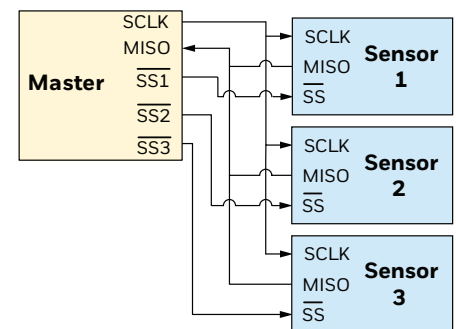 SCLK
MISO
Master
SS1
SS2
SS3
SCLK
MISO
SS
Sensor
1
SCLK
MISO
SS
Sensor
2
SCLK
MISO
SS
Sensor
3